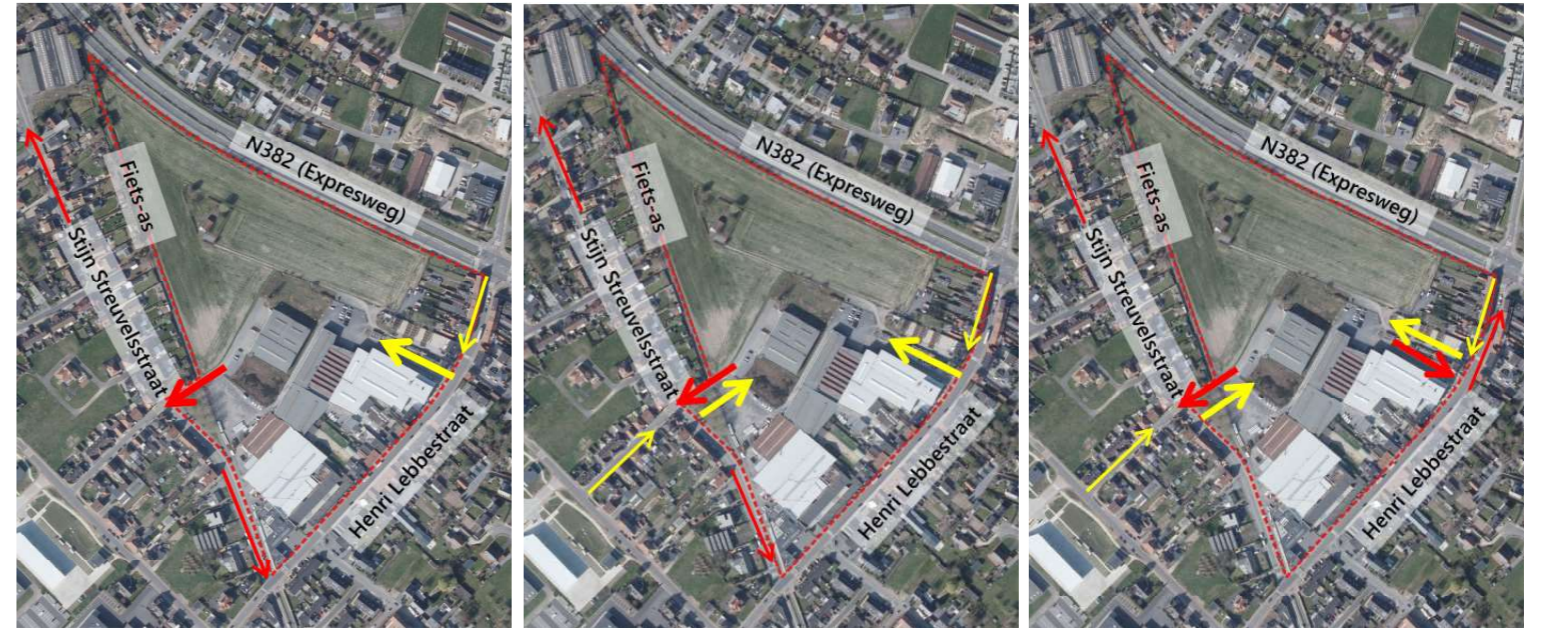 N382 (Expresweg)
Fiets-as
Stijn Streuvelsstraat
Henri Lebbestraat
N382 (Expresweg)
Fiets-as
Stijn Streuvelsstraat
Henri Lebbestraat
N382 (Expresweg)
Fiets-as
Stijn Streuvelsstraat
Henri Lebbestraat